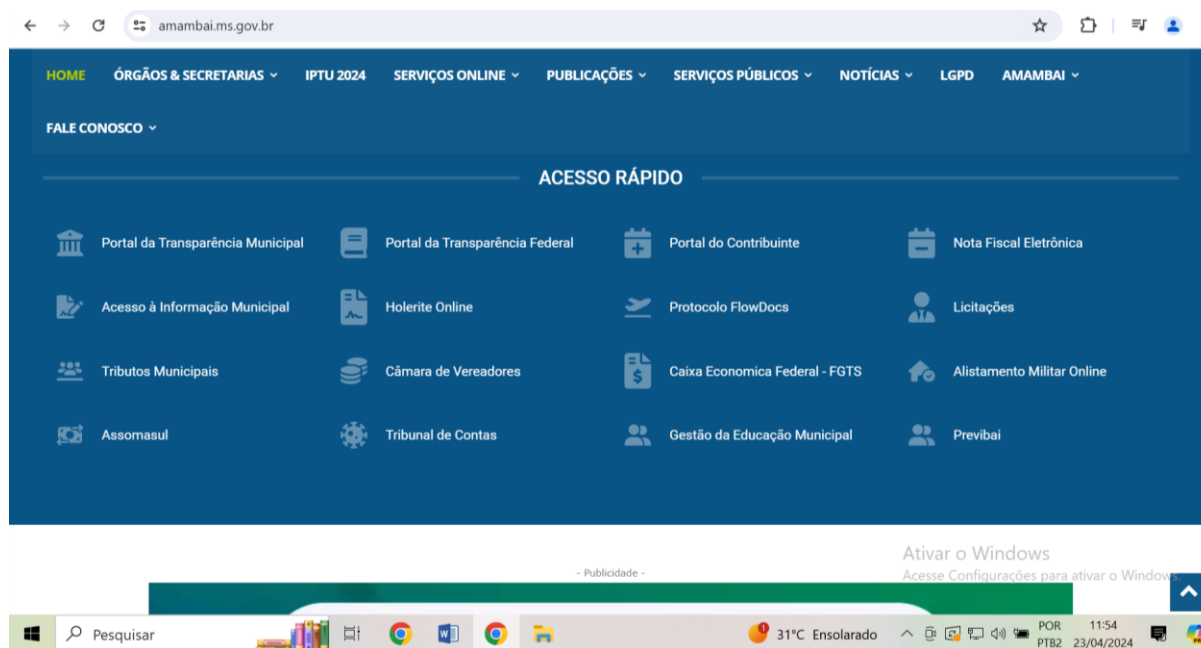 amambai.ms.gov.br
HOME ÓRGÃOS & SECRETARIAS IPTU 2024 SERVIÇOS ONLINE PUBLICAÇÕES SERVIÇOS PÚBLICOS NOTÍCIAS LGPD AMAMBAI
FALE CONOSCO
ACESSO RÁPIDO
Portal da Transparência Municipal Portal da Transparência Federal Portal do Contribuinte Nota Fiscal Eletrônica
Acesso à Informação Municipal Holerite Online Protocolo FlowDocs Licitações
Tributos Municipais Câmara de Vereadores Caixa Economica Federal - FGTS Alistamento Militar Online
Assomasul Tribunal de Contas Gestão da Educação Municipal Previbai
Ativar o Windows
- Publicidade -
Acesse Configurações para ativar o Windows.
Pesquisar 31°C Ensolarado POR 11:54
PTB2 23/04/2024